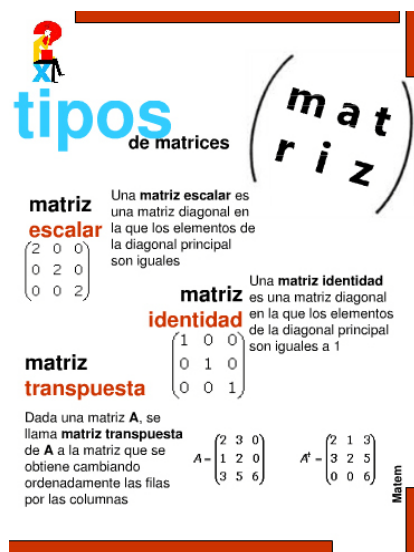 ? x
tipos
de matrices
m a t
r i z
matriz
escalar
Una matriz escalar es
una matriz diagonal en
la que los elementos de
la diagonal principal
son iguales
2 0 0
0 2 0
0 0 2
matriz
identidad
Una matriz identidad
es una matriz diagonal
en la que los elementos
de la diagonal principal
son iguales a 1
1 0 0
0 1 0
0 0 1
matriz
transpuesta
Dada una matriz A, se
llama matriz transpuesta
de A a la matriz que se
obtiene cambiando
ordenadamente las filas
por las columnas
2 3 0
A = 1 2 0
3 5 6
2 1 3
Aᵗ = 3 2 5
0 0 6
Matem